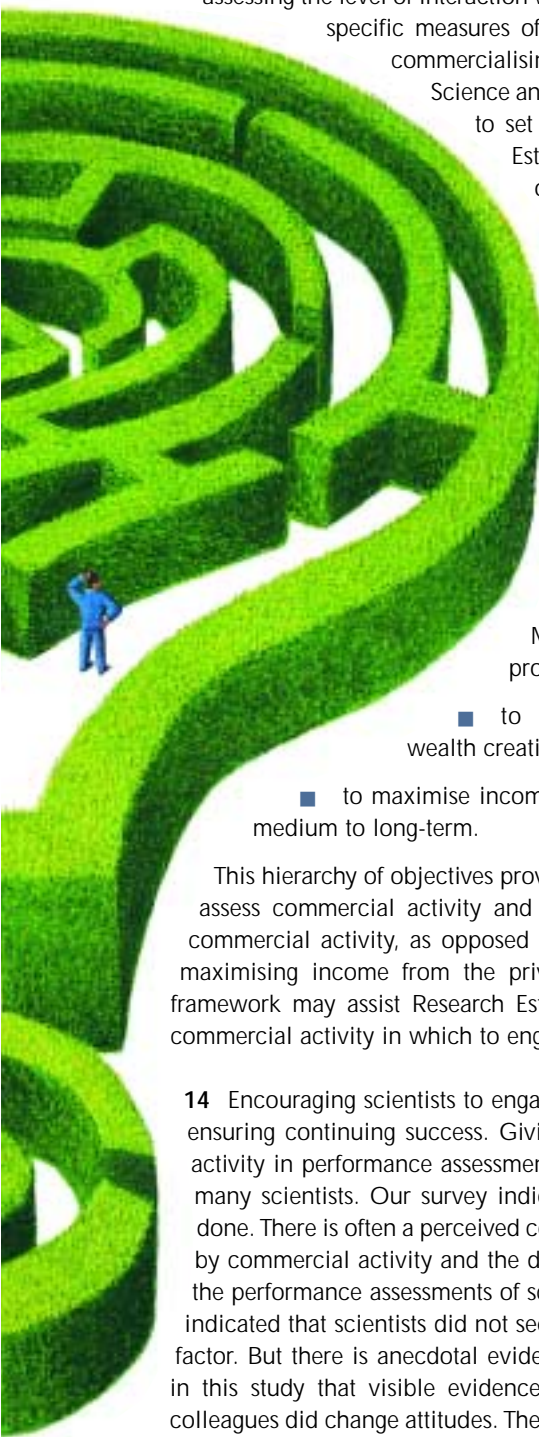 assessing the level of interaction
specific measures of
commercialisin
Science an
to set
Est
M
pro
■ to
wealth creati
■ to maximise incom
medium to long-term.
This hierarchy of objectives prov
assess commercial activity and
commercial activity, as opposed
maximising income from the priv
framework may assist Research Est
commercial activity in which to eng
14 Encouraging scientists to enga
ensuring continuing success. Givi
activity in performance assessmen
many scientists. Our survey indic
done. There is often a perceived c
by commercial activity and the d
the performance assessments of s
indicated that scientists did not se
factor. But there is anecdotal evide
in this study that visible evidence
colleagues did change attitudes. The